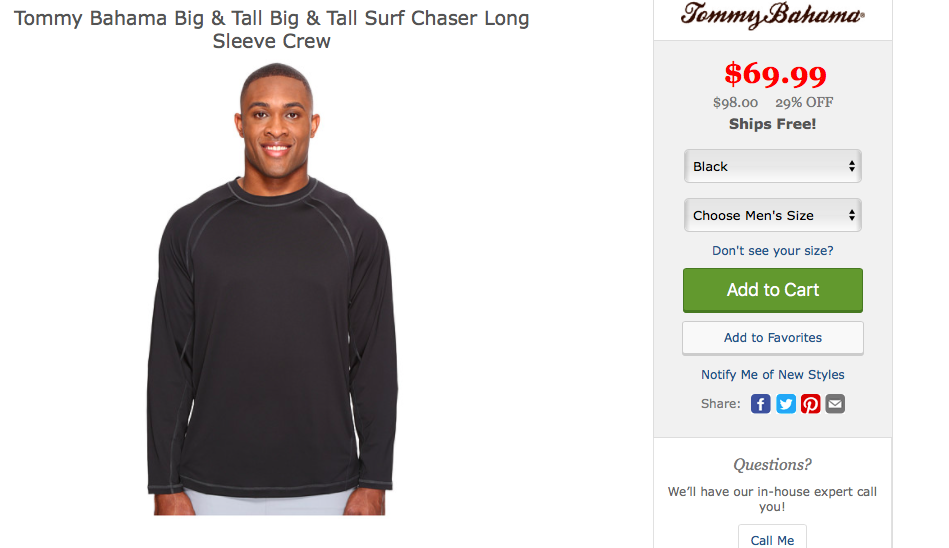 Tommy Bahama Big & Tall Big & Tall Surf Chaser Long
Sleeve Crew
Tommy Bahama®
$69.99
$98.00 29% OFF
Ships Free!
Black
Choose Men's Size
Don't see your size?
Add to Cart
Add to Favorites
Notify Me of New Styles
Share:
Questions?
We'll have our in-house expert call
you!
Call Me